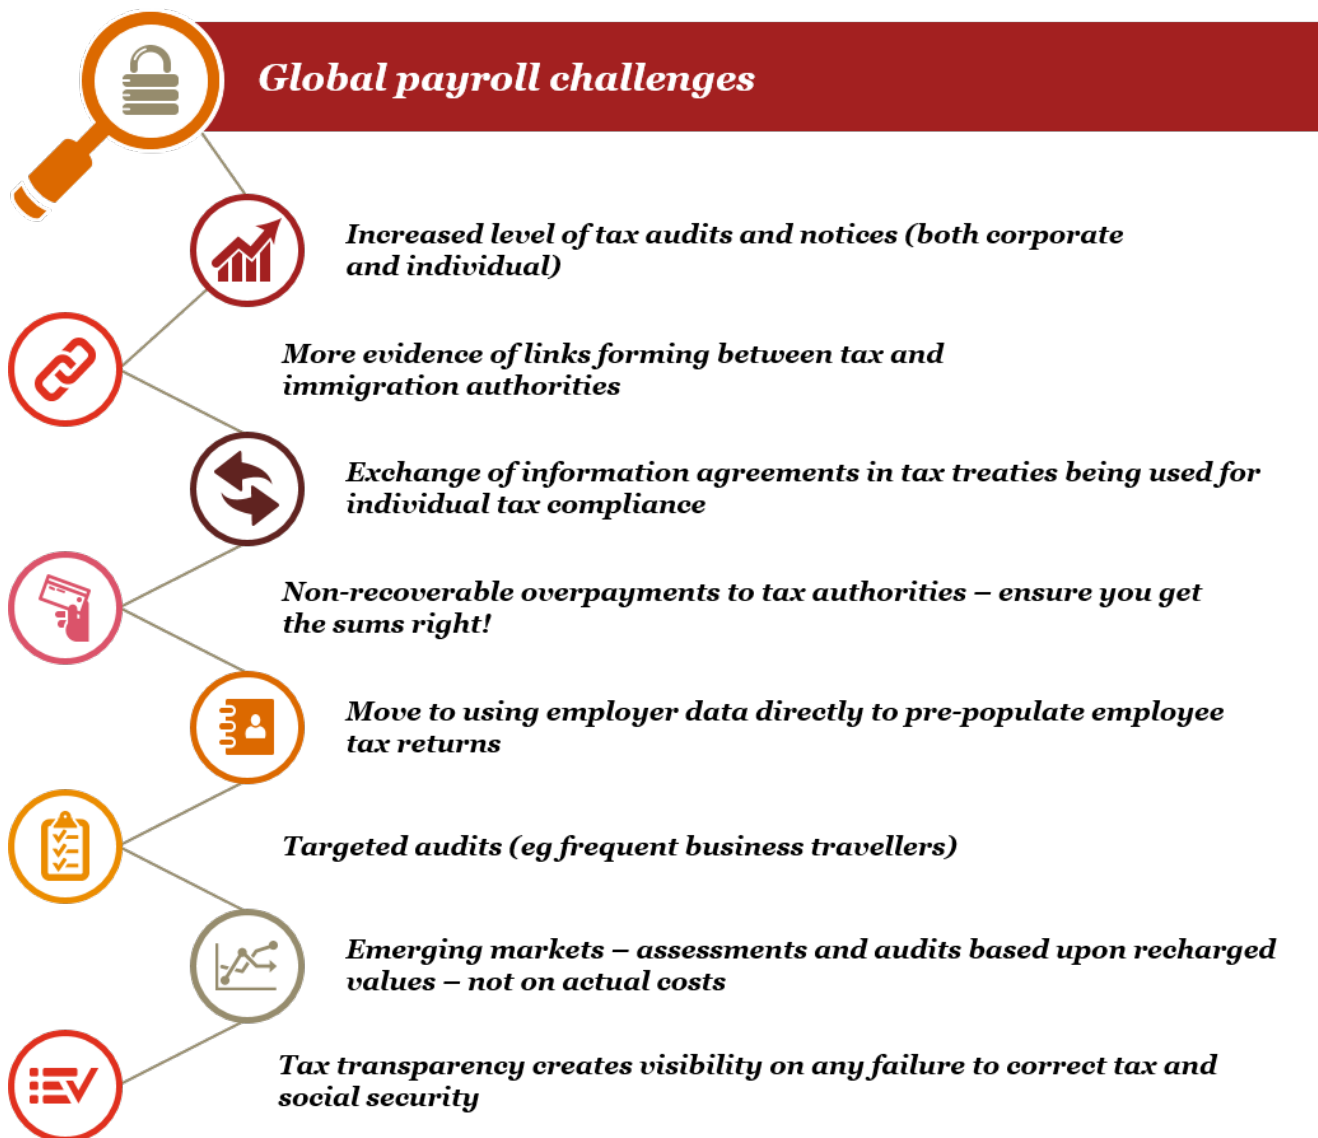 Global payroll challenges
Increased level of tax audits and notices (both corporate
and individual)
More evidence of links forming between tax and
immigration authorities
Exchange of information agreements in tax treaties being used for
individual tax compliance
Non-recoverable overpayments to tax authorities – ensure you get
the sums right!
Move to using employer data directly to pre-populate employee
tax returns
Targeted audits (eg frequent business travellers)
Emerging markets – assessments and audits based upon recharged
values – not on actual costs
Tax transparency creates visibility on any failure to correct tax and
social security